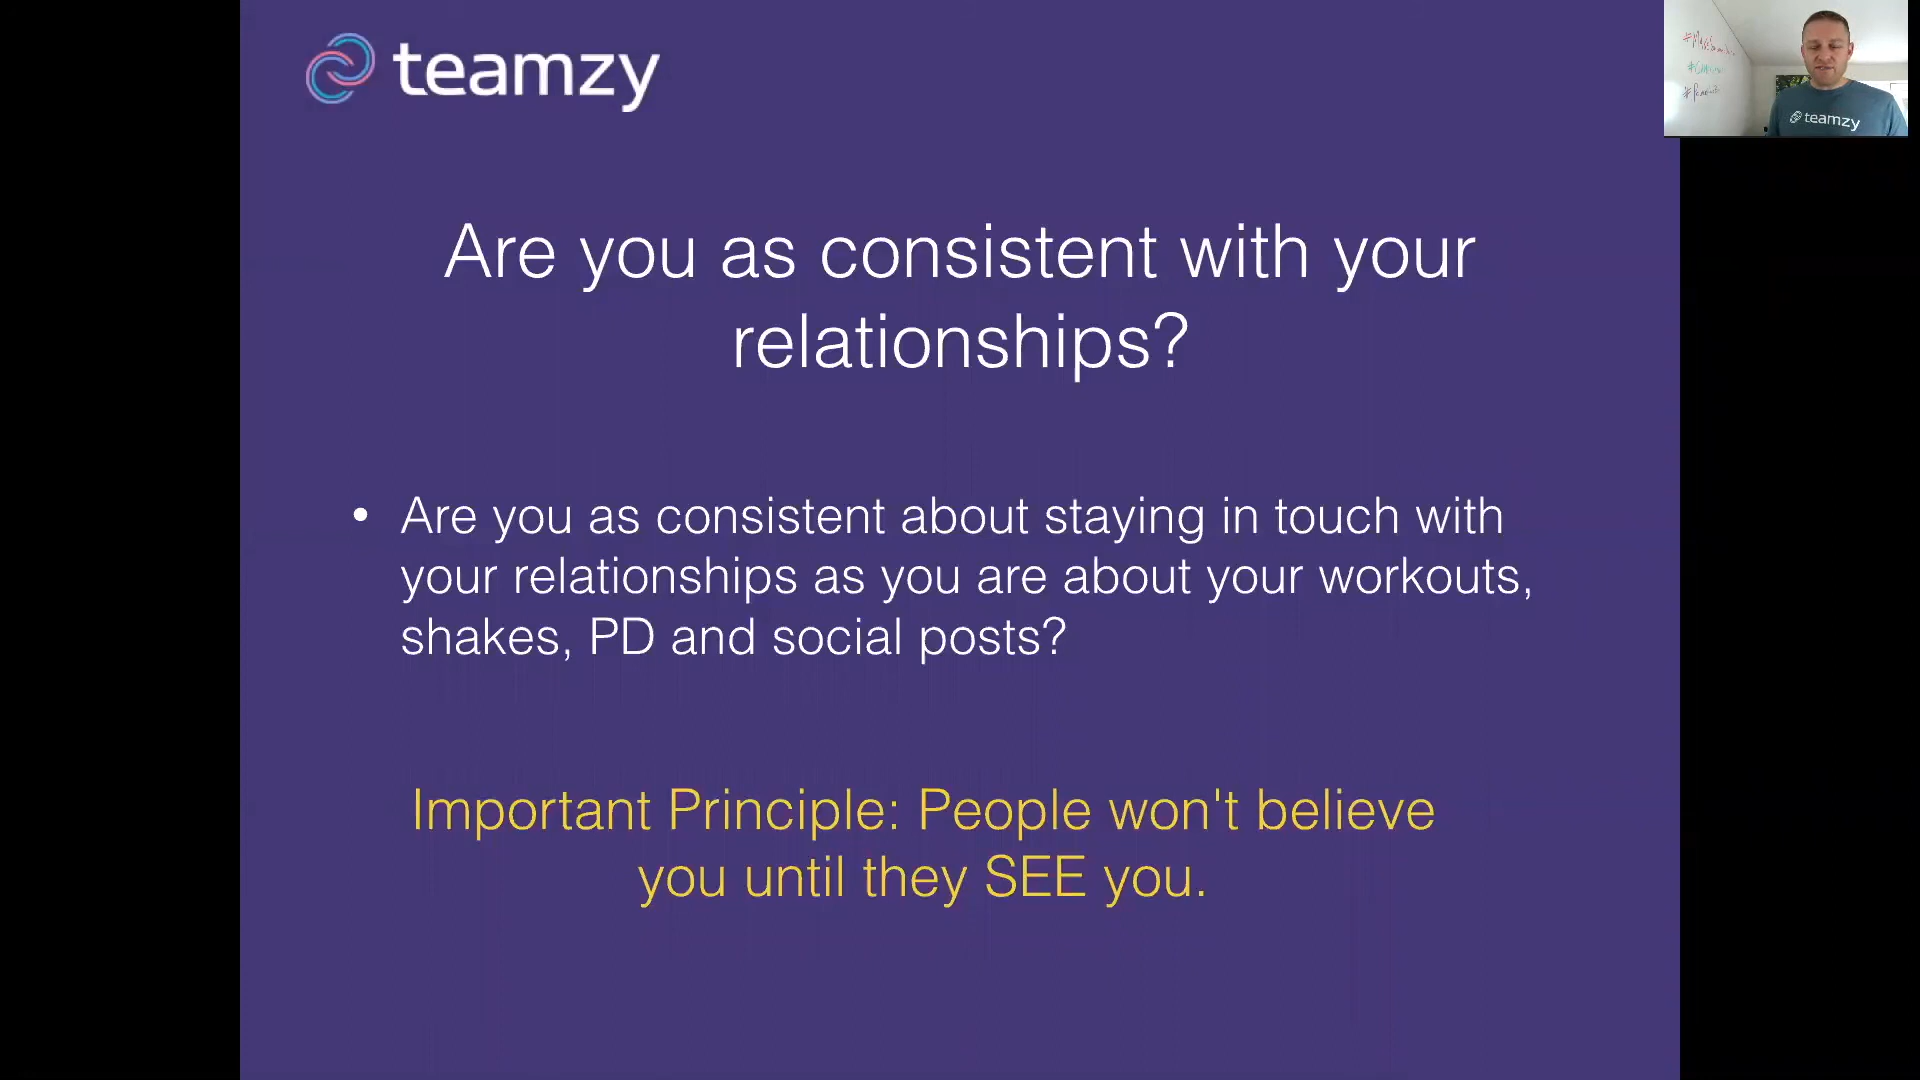 teamzy
Are you as consistent with your
relationships?
• Are you as consistent about staying in touch with
your relationships as you are about your workouts,
shakes, PD and social posts?
Important Principle: People won't believe
you until they SEE you.
teamzy